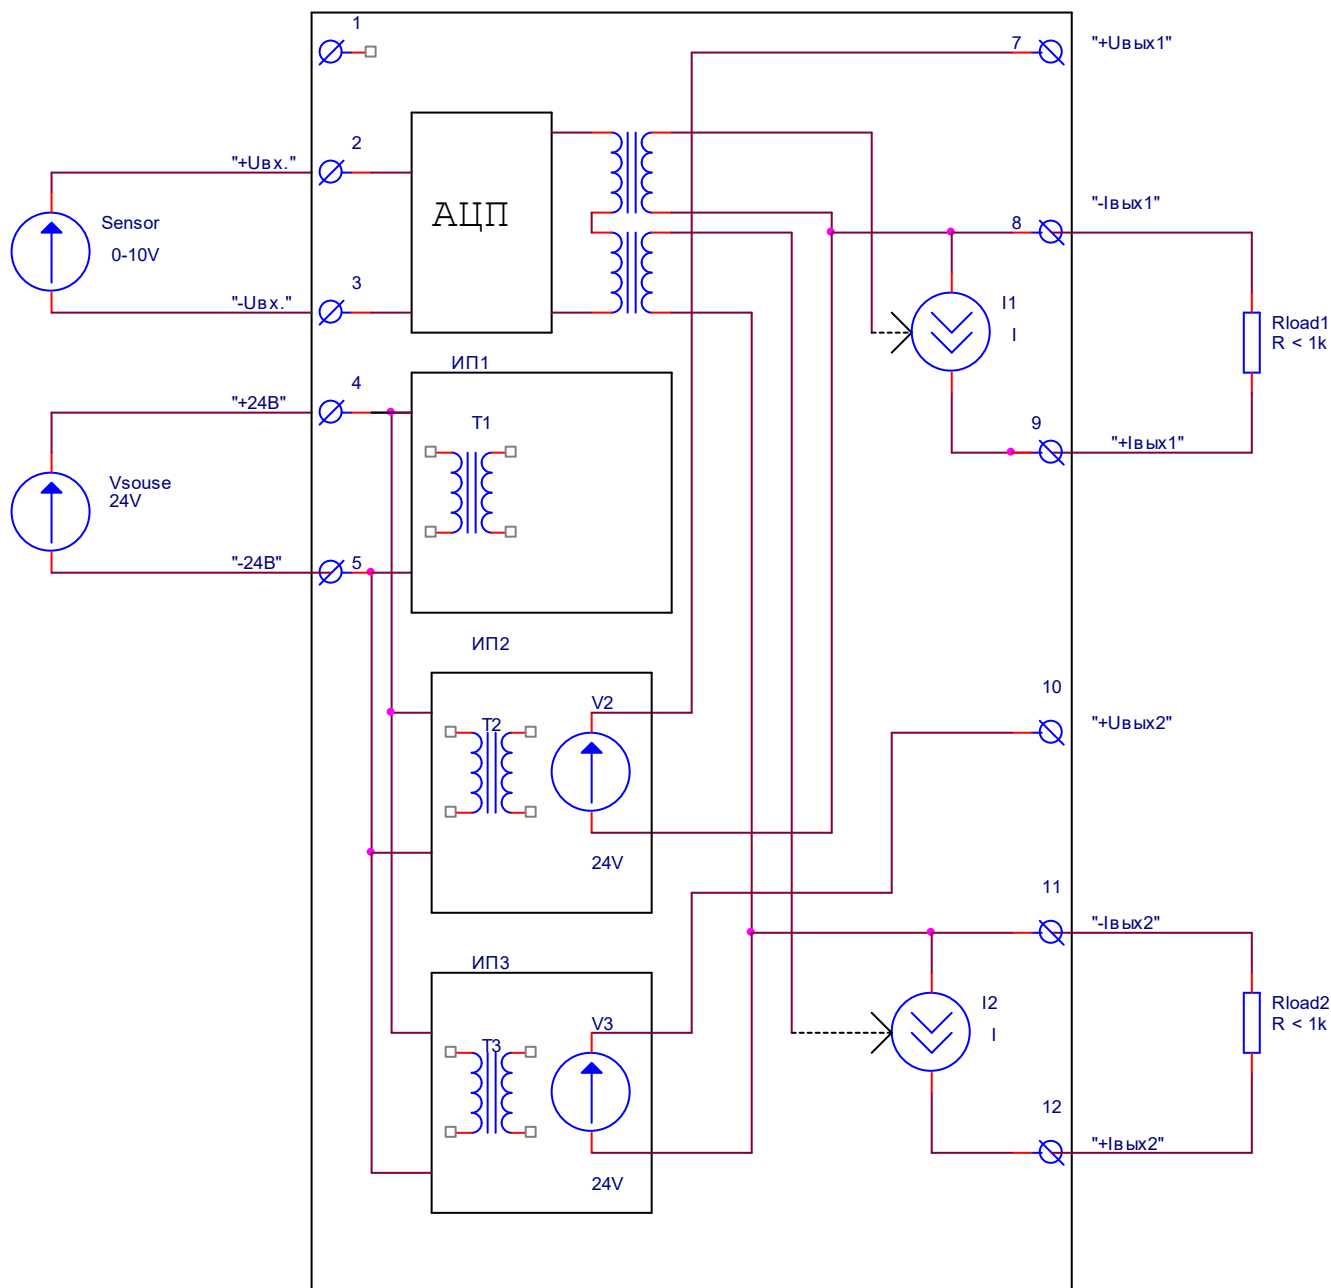 1
7
"+Uвых1"
2
"+Uвх."
АЦП
Sensor
0-10V
"-Iвых1"
8
3
"-Uвх."
I1
I
Rload1
R < 1k
ИП1
4
"+24В"
T1
9
"+Iвых1"
Vsouse
24V
"-24В"
5
ИП2
10
"+Uвых2"
V2
T2
24V
11
"-Iвых2"
ИП3
I2
I
Rload2
R < 1k
V3
T3
12
"+Iвых2"
24V